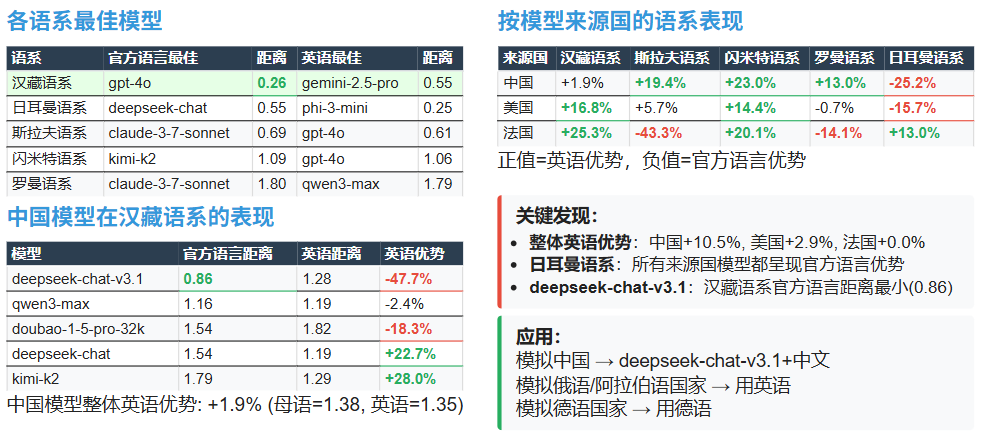 各语系最佳模型
语系 官方语言最佳 距离 英语最佳 距离
汉藏语系 gpt-4o 0.26 gemini-2.5-pro 0.55
日耳曼语系 deepseek-chat 0.55 phi-3-mini 0.25
斯拉夫语系 claude-3-7-sonnet 0.69 gpt-4o 0.61
闪米特语系 kimi-k2 1.09 gpt-4o 1.06
罗曼语系 claude-3-7-sonnet 1.80 qwen3-max 1.79
中国模型在汉藏语系的表现
模型 官方语言距离 英语距离 英语优势
deepseek-chat-v3.1 0.86 1.28 -47.7%
qwen3-max 1.16 1.19 -2.4%
doubao-1-5-pro-32k 1.54 1.82 -18.3%
deepseek-chat 1.54 1.19 +22.7%
kimi-k2 1.79 1.29 +28.0%
中国模型整体英语优势: +1.9% (母语=1.38, 英语=1.35)
按模型来源国的语系表现
来源国 汉藏语系 斯拉夫语系 闪米特语系 罗曼语系 日耳曼语系
中国 +1.9% +19.4% +23.0% +13.0% -25.2%
美国 +16.8% +5.7% +14.4% -0.7% -15.7%
法国 +25.3% -43.3% +20.1% -14.1% +13.0%
正值=英语优势，负值=官方语言优势
关键发现：
• 整体英语优势：中国+10.5%, 美国+2.9%, 法国+0.0%
• 日耳曼语系：所有来源国模型都呈现官方语言优势
• deepseek-chat-v3.1：汉藏语系官方语言距离最小(0.86)
应用：
模拟中国 → deepseek-chat-v3.1+中文
模拟俄语/阿拉伯语国家 → 用英语
模拟德语国家 → 用德语